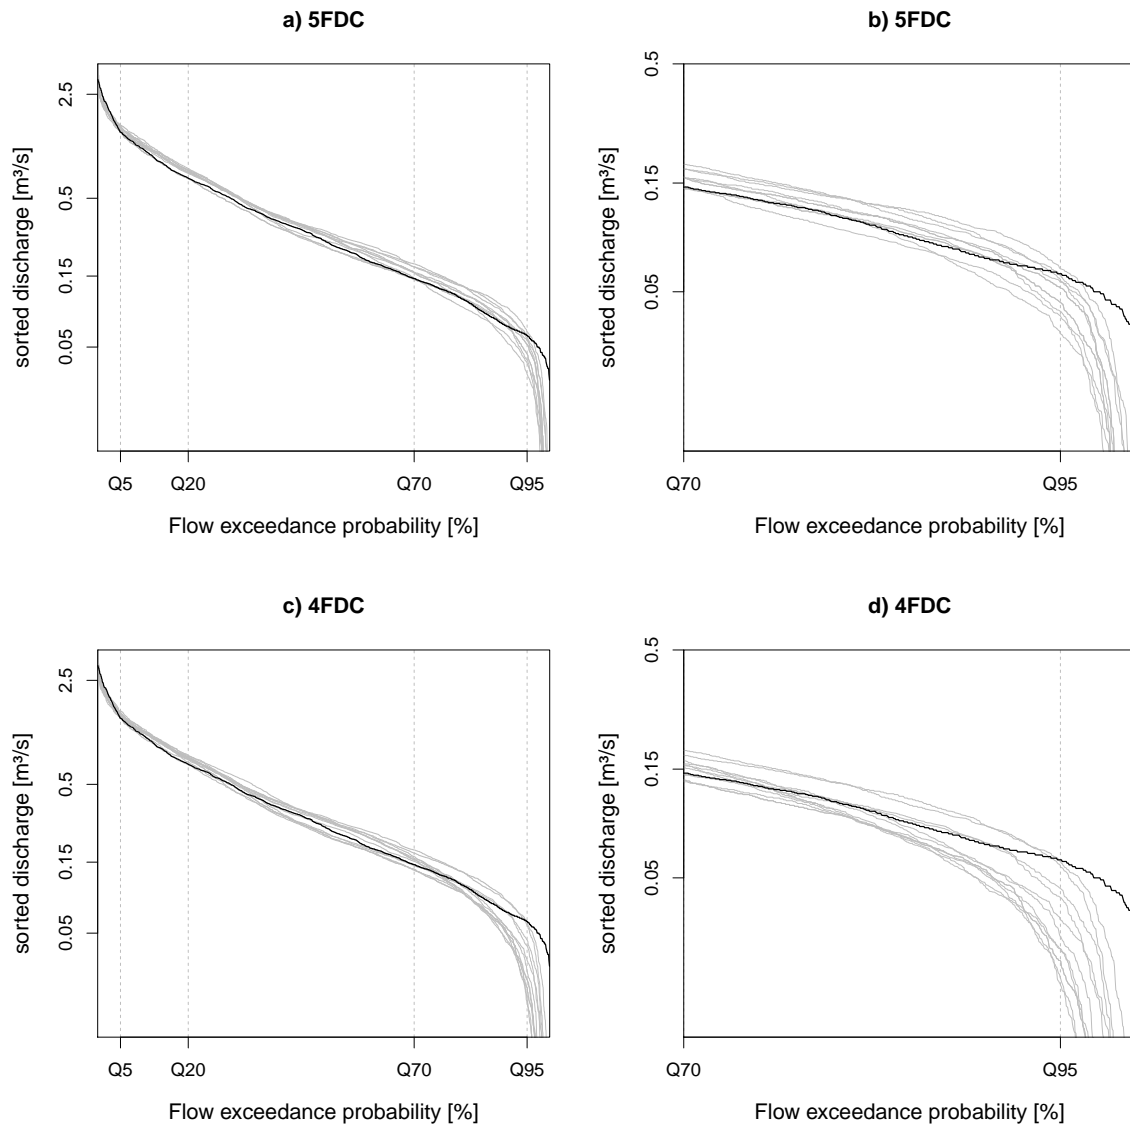 a) 5FDC
sorted discharge [m³/s]
2.5
0.5
0.15
0.05
Q5 Q20 Q70 Q95
Flow exceedance probability [%]
b) 5FDC
sorted discharge [m³/s]
0.5
0.15
0.05
Q70 Q95
Flow exceedance probability [%]
c) 4FDC
sorted discharge [m³/s]
2.5
0.5
0.15
0.05
Q5 Q20 Q70 Q95
Flow exceedance probability [%]
d) 4FDC
sorted discharge [m³/s]
0.5
0.15
0.05
Q70 Q95
Flow exceedance probability [%]